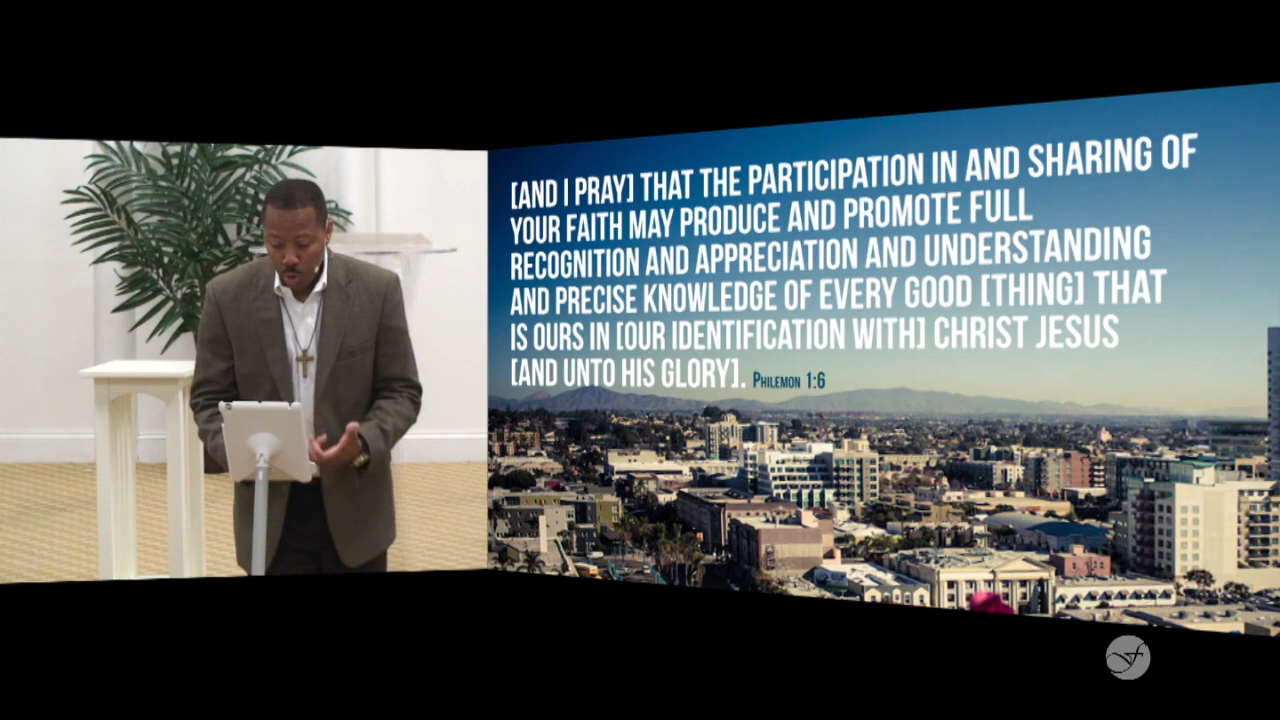 [AND I PRAY] THAT THE PARTICIPATION IN AND SHARING OF
YOUR FAITH MAY PRODUCE AND PROMOTE FULL
RECOGNITION AND APPRECIATION AND UNDERSTANDING
AND PRECISE KNOWLEDGE OF EVERY GOOD [THING] THAT
IS OURS IN [OUR IDENTIFICATION WITH] CHRIST JESUS
[AND UNTO HIS GLORY]. PHILEMON 1:6